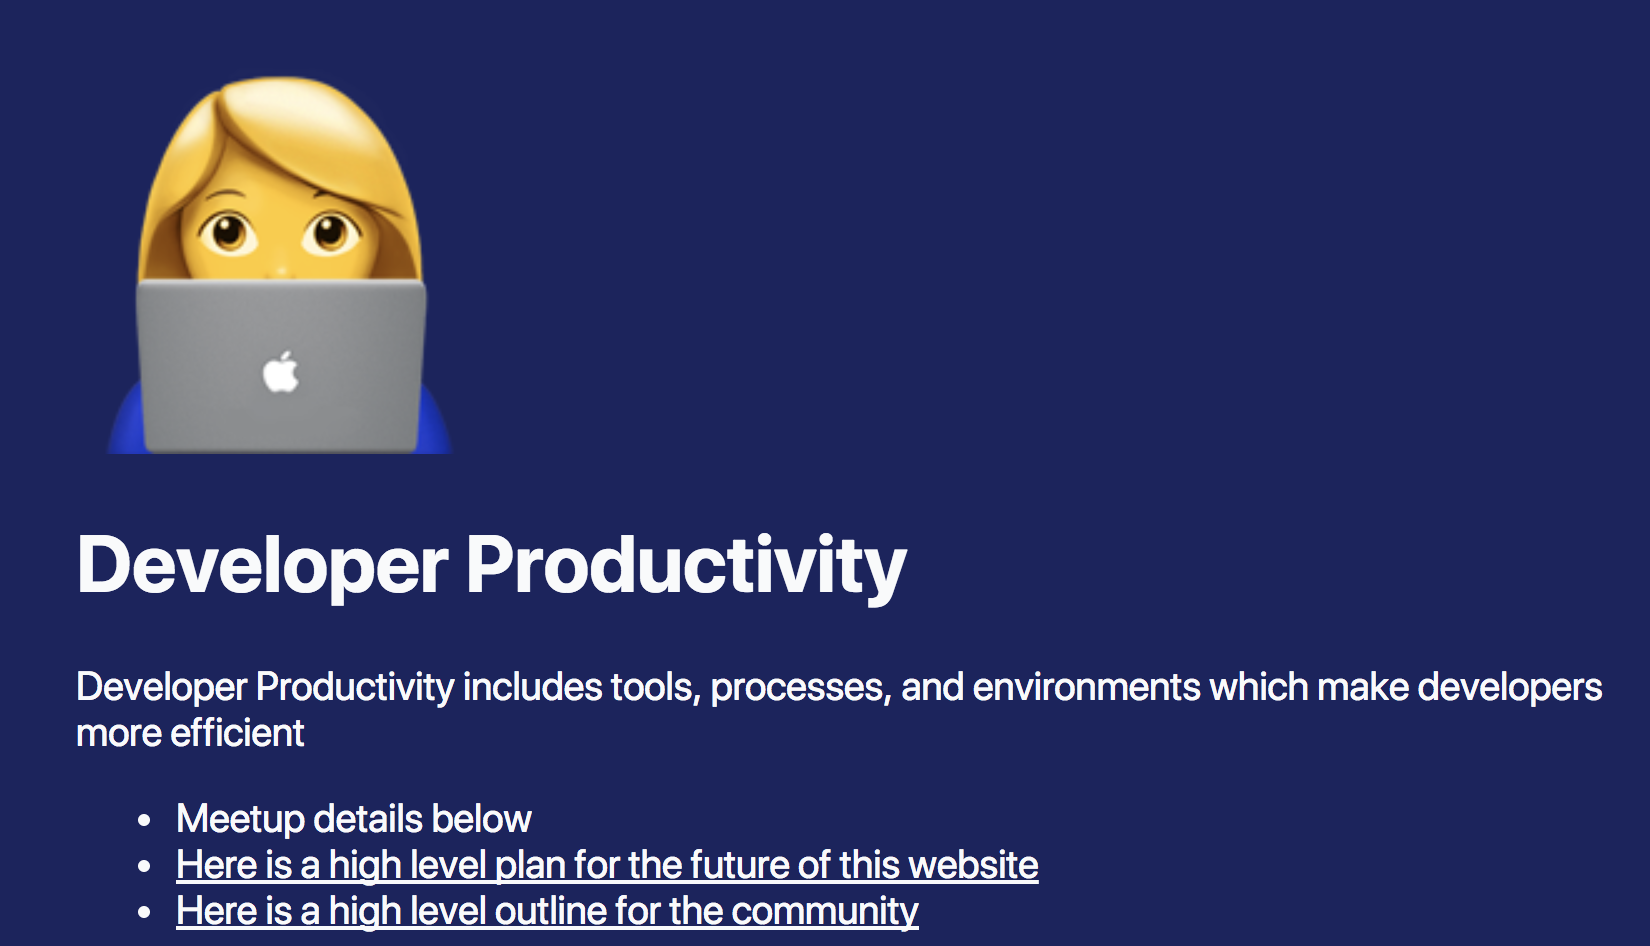 Developer Productivity
Developer Productivity includes tools, processes, and environments which make developers
more efficient
• Meetup details below
• Here is a high level plan for the future of this website
• Here is a high level outline for the community